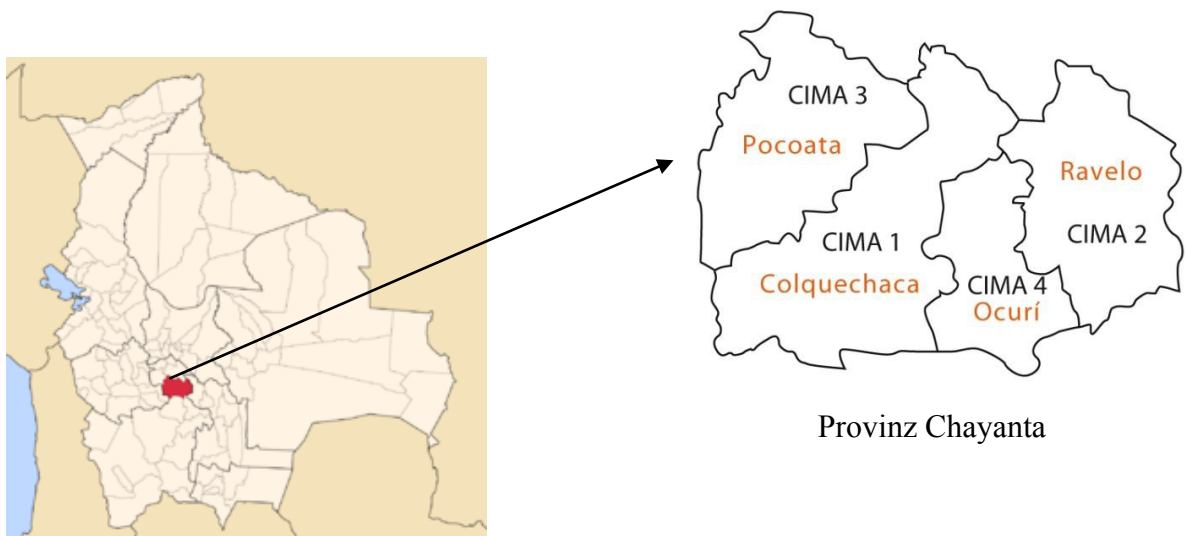 CIMA 3
Pocoata
Ravelo
CIMA 1
CIMA 2
Colquechaca
CIMA 4
Ocurí
Provinz Chayanta